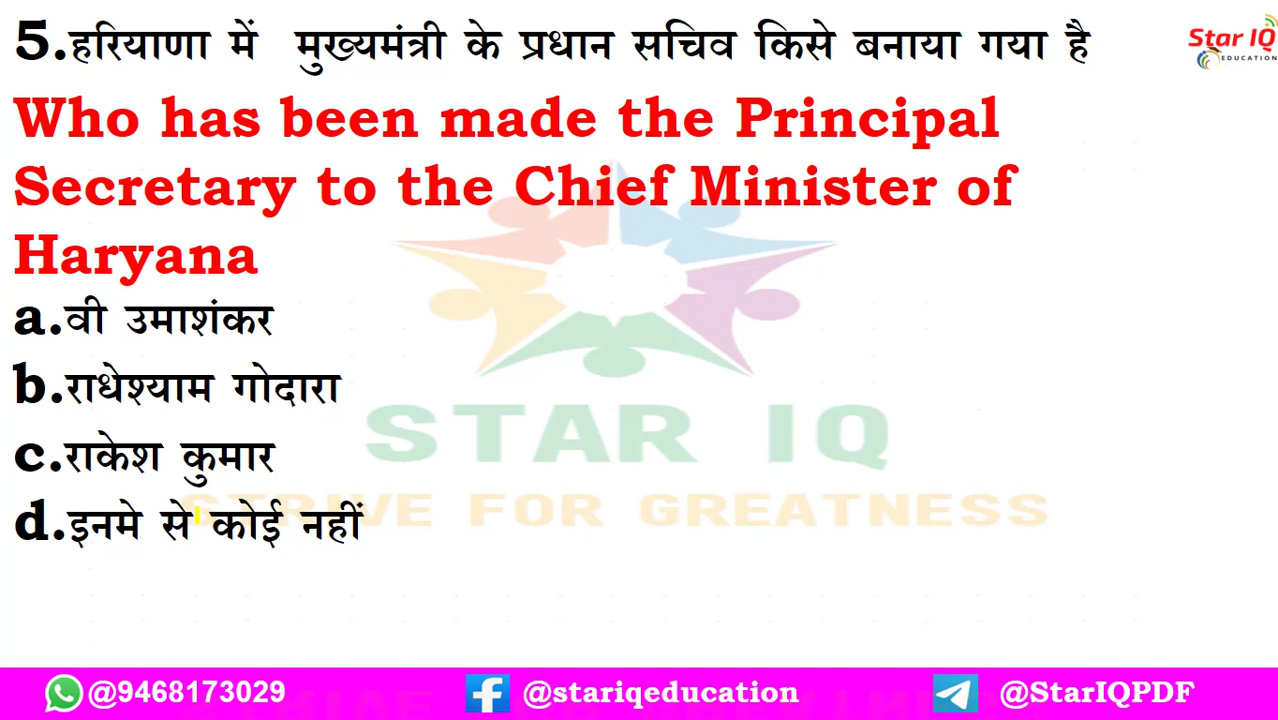 5.हरियाणा में मुख्यमंत्री के प्रधान सचिव किसे बनाया गया है
Star IQ
EDUCATION
Who has been made the Principal
Secretary to the Chief Minister of
Haryana
a.वी उमाशंकर
b.राधेश्याम गोदारा
c.राकेश कुमार
STAR IQ
STRIVE FOR GREATNESS
d.इनमे से कोई नहीं
@9468173029
@stariqeducation
@StarIQPDF